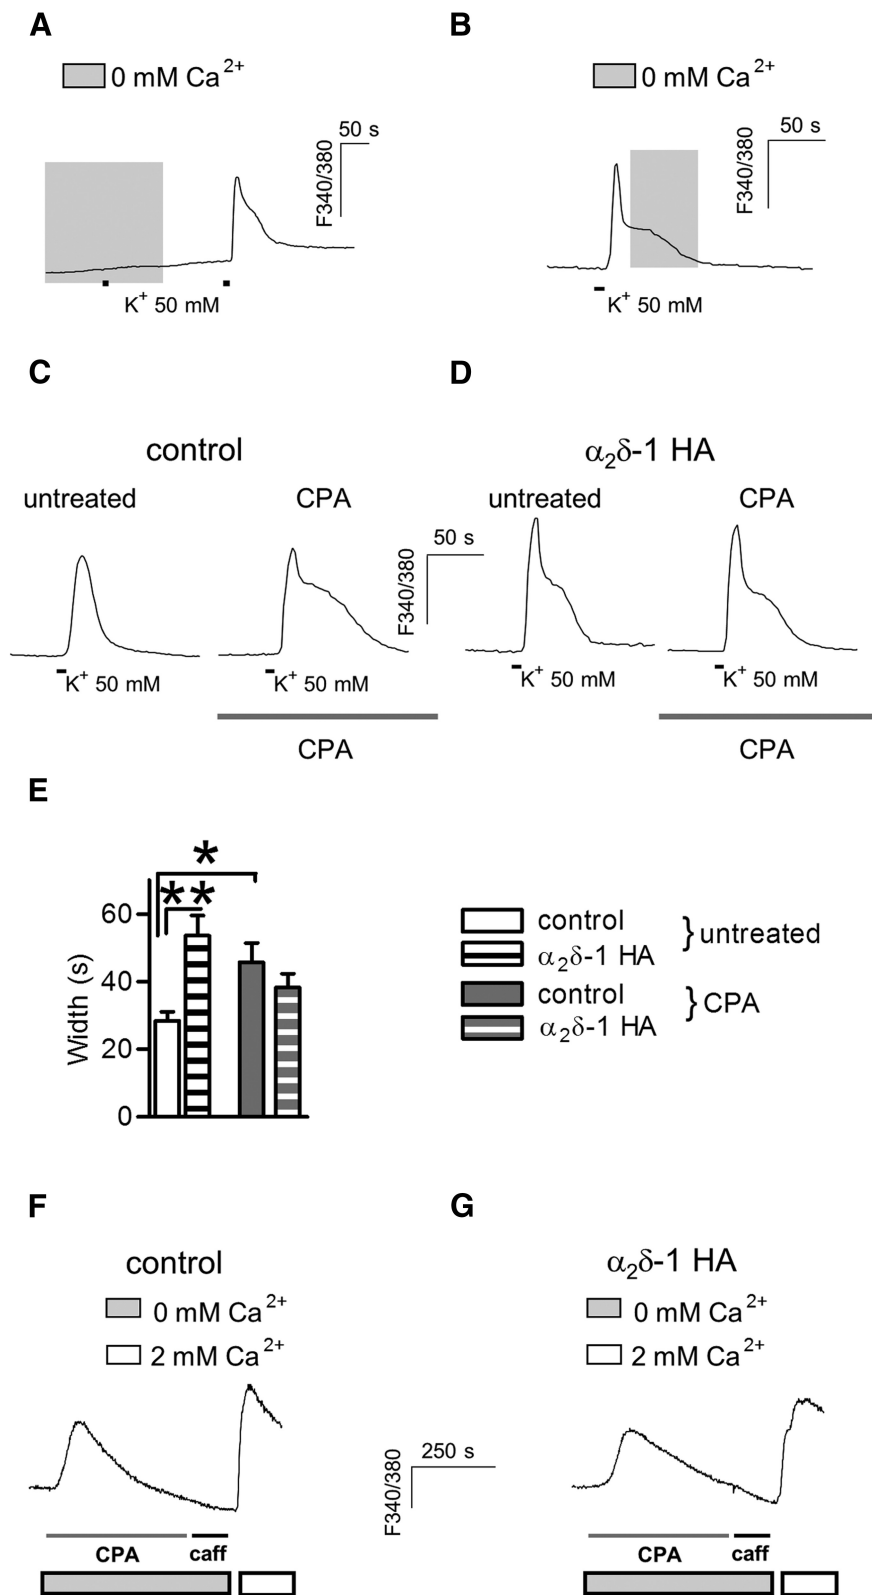 A
B
0 mM Ca²⁺
0 mM Ca²⁺
50 s
F340/380
50 s
F340/380
K⁺ 50 mM
K⁺ 50 mM
C
D
control
α₂δ-1 HA
untreated
CPA
untreated
CPA
50 s
F340/380
K⁺ 50 mM
K⁺ 50 mM
K⁺ 50 mM
K⁺ 50 mM
CPA
CPA
E
*
**
60
40
20
0
Width (s)
control
α₂δ-1 HA
} untreated
control
α₂δ-1 HA
} CPA
F
G
control
α₂δ-1 HA
0 mM Ca²⁺
2 mM Ca²⁺
0 mM Ca²⁺
2 mM Ca²⁺
250 s
F340/380
CPA caff
CPA caff